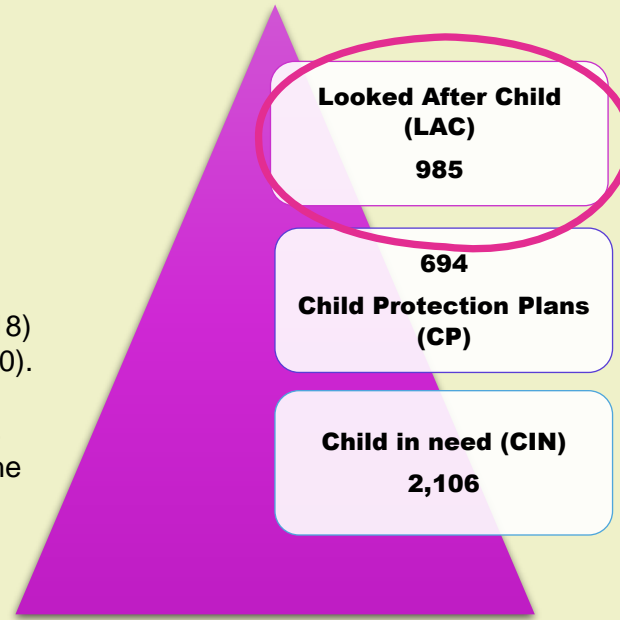 Looked After Child
(LAC)
985
694
Child Protection Plans
(CP)
8)
0).
ne
Child in need (CIN)
2,106